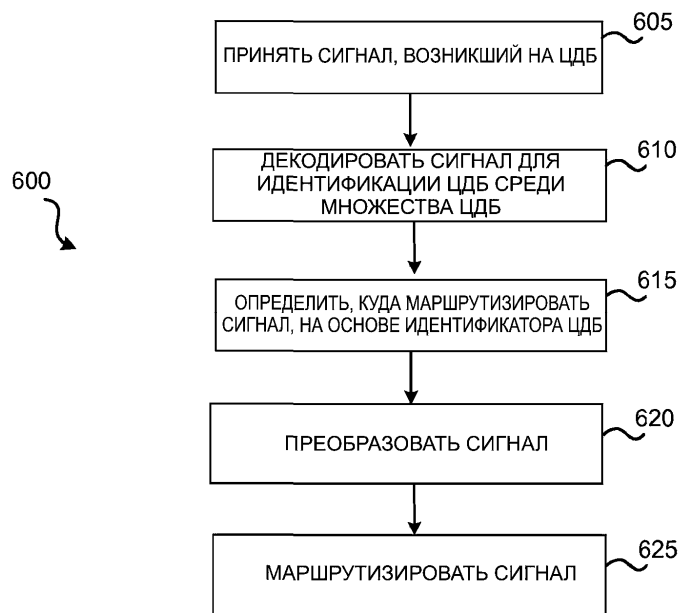 605
ПРИНЯТЬ СИГНАЛ, ВОЗНИКШИЙ НА ЦДБ
610
ДЕКОДИРОВАТЬ СИГНАЛ ДЛЯ
ИДЕНТИФИКАЦИИ ЦДБ СРЕДИ
МНОЖЕСТВА ЦДБ
600
615
ОПРЕДЕЛИТЬ, КУДА МАРШРУТИЗИРОВАТЬ
СИГНАЛ, НА ОСНОВЕ ИДЕНТИФИКАТОРА ЦДБ
620
ПРЕОБРАЗОВАТЬ СИГНАЛ
625
МАРШРУТИЗИРОВАТЬ СИГНАЛ